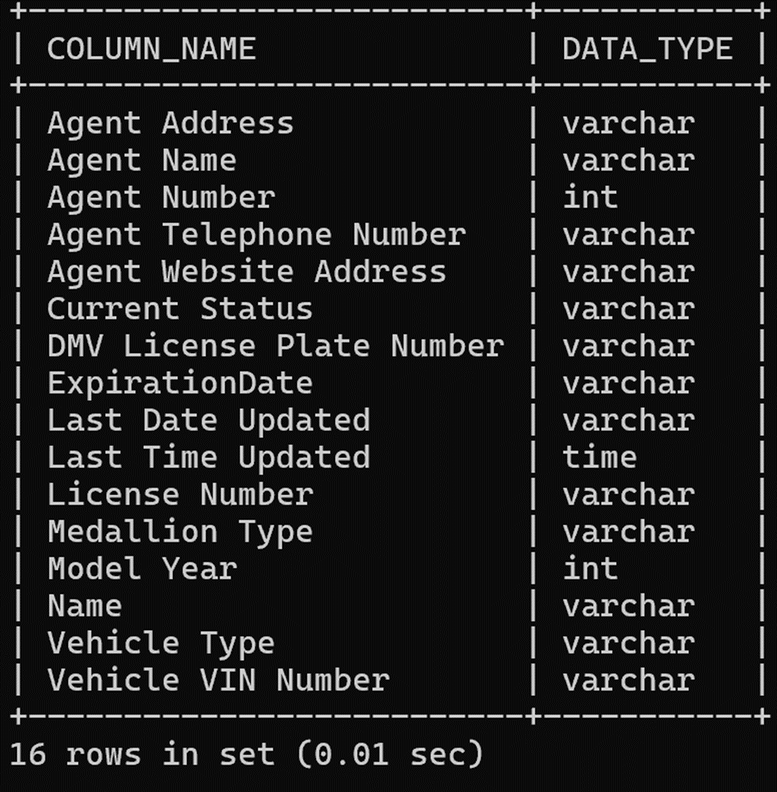 +---------------------------+-----------+
| COLUMN_NAME               | DATA_TYPE |
+---------------------------+-----------+
| Agent Address             | varchar   |
| Agent Name                | varchar   |
| Agent Number              | int       |
| Agent Telephone Number    | varchar   |
| Agent Website Address     | varchar   |
| Current Status            | varchar   |
| DMV License Plate Number  | varchar   |
| ExpirationDate            | varchar   |
| Last Date Updated         | varchar   |
| Last Time Updated         | time      |
| License Number            | varchar   |
| Medallion Type            | varchar   |
| Model Year                | int       |
| Name                      | varchar   |
| Vehicle Type              | varchar   |
| Vehicle VIN Number        | varchar   |
+---------------------------+-----------+
16 rows in set (0.01 sec)